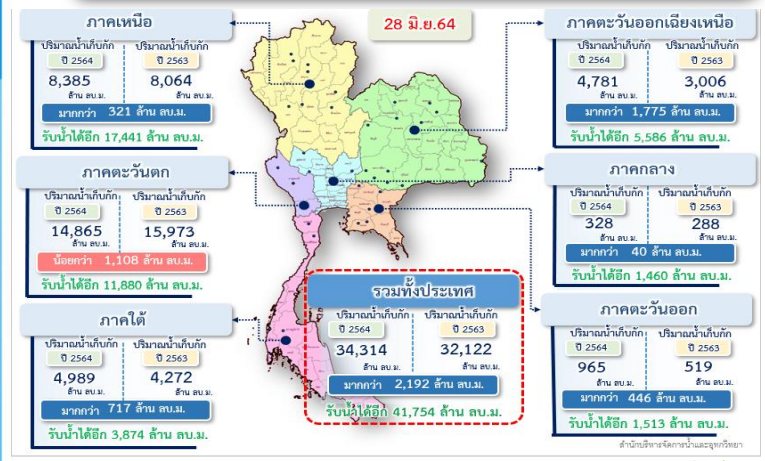 28 มิ.ย.64
ภาคเหนือ
ปริมาณน้ำเก็บกัก ปริมาณน้ำเก็บกัก
ปี 2564 ปี 2563
8,385 8,064
ล้าน ลบ.ม. ล้าน ลบ.ม.
มากกว่า 321 ล้าน ลบ.ม.
รับน้ำได้อีก 17,441 ล้าน ลบ.ม.
ภาคตะวันออกเฉียงเหนือ
ปริมาณน้ำเก็บกัก ปริมาณน้ำเก็บกัก
ปี 2564 ปี 2563
4,781 3,006
ล้าน ลบ.ม. ล้าน ลบ.ม.
มากกว่า 1,775 ล้าน ลบ.ม.
รับน้ำได้อีก 5,586 ล้าน ลบ.ม.
ภาคตะวันตก
ปริมาณน้ำเก็บกัก ปริมาณน้ำเก็บกัก
ปี 2564 ปี 2563
14,865 15,973
ล้าน ลบ.ม. ล้าน ลบ.ม.
น้อยกว่า 1,108 ล้าน ลบ.ม.
รับน้ำได้อีก 11,880 ล้าน ลบ.ม.
ภาคกลาง
ปริมาณน้ำเก็บกัก ปริมาณน้ำเก็บกัก
ปี 2564 ปี 2563
328 288
ล้าน ลบ.ม. ล้าน ลบ.ม.
มากกว่า 40 ล้าน ลบ.ม.
รับน้ำได้อีก 1,460 ล้าน ลบ.ม.
ภาคใต้
ปริมาณน้ำเก็บกัก ปริมาณน้ำเก็บกัก
ปี 2564 ปี 2563
4,989 4,272
ล้าน ลบ.ม. ล้าน ลบ.ม.
มากกว่า 717 ล้าน ลบ.ม.
รับน้ำได้อีก 3,874 ล้าน ลบ.ม.
รวมทั้งประเทศ
ปริมาณน้ำเก็บกัก ปริมาณน้ำเก็บกัก
ปี 2564 ปี 2563
34,314 32,122
ล้าน ลบ.ม. ล้าน ลบ.ม.
มากกว่า 2,192 ล้าน ลบ.ม.
รับน้ำได้อีก 41,754 ล้าน ลบ.ม.
ภาคตะวันออก
ปริมาณน้ำเก็บกัก ปริมาณน้ำเก็บกัก
ปี 2564 ปี 2563
965 519
ล้าน ลบ.ม. ล้าน ลบ.ม.
มากกว่า 446 ล้าน ลบ.ม.
รับน้ำได้อีก 1,513 ล้าน ลบ.ม.
สำนักบริหารจัดการน้ำและอุทกวิทยา